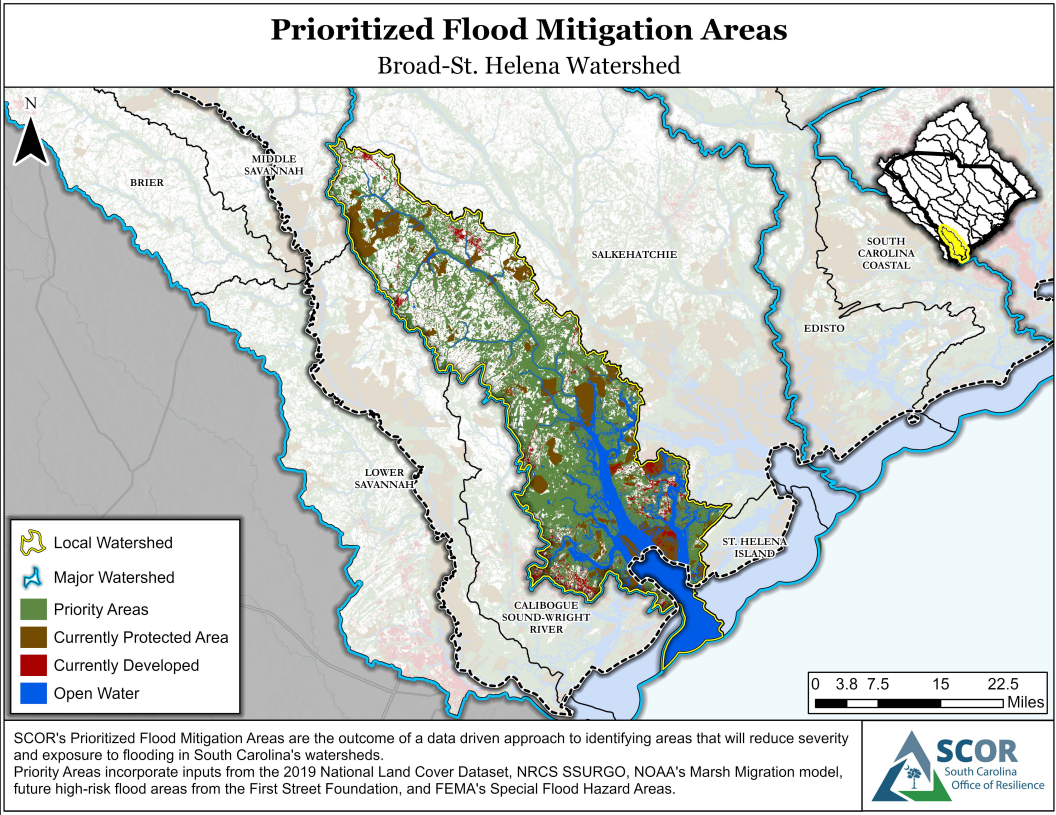 Prioritized Flood Mitigation Areas
Broad-St. Helena Watershed
N
MIDDLE
SAVANNAH
BRIER
SALKEHATCHIE
SOUTH
CAROLINA
COASTAL
EDISTO
LOWER
SAVANNAH
ST. HELENA
ISLAND
CALIBOGUE
SOUND-WRIGHT
RIVER
Local Watershed
Major Watershed
Priority Areas
Currently Protected Area
Currently Developed
Open Water
0 3.8 7.5 15 22.5
Miles
SCOR's Prioritized Flood Mitigation Areas are the outcome of a data driven approach to identifying areas that will reduce severity
and exposure to flooding in South Carolina's watersheds.
Priority Areas incorporate inputs from the 2019 National Land Cover Dataset, NRCS SSURGO, NOAA's Marsh Migration model,
future high-risk flood areas from the First Street Foundation, and FEMA's Special Flood Hazard Areas.
SCOR
South Carolina
Office of Resilience